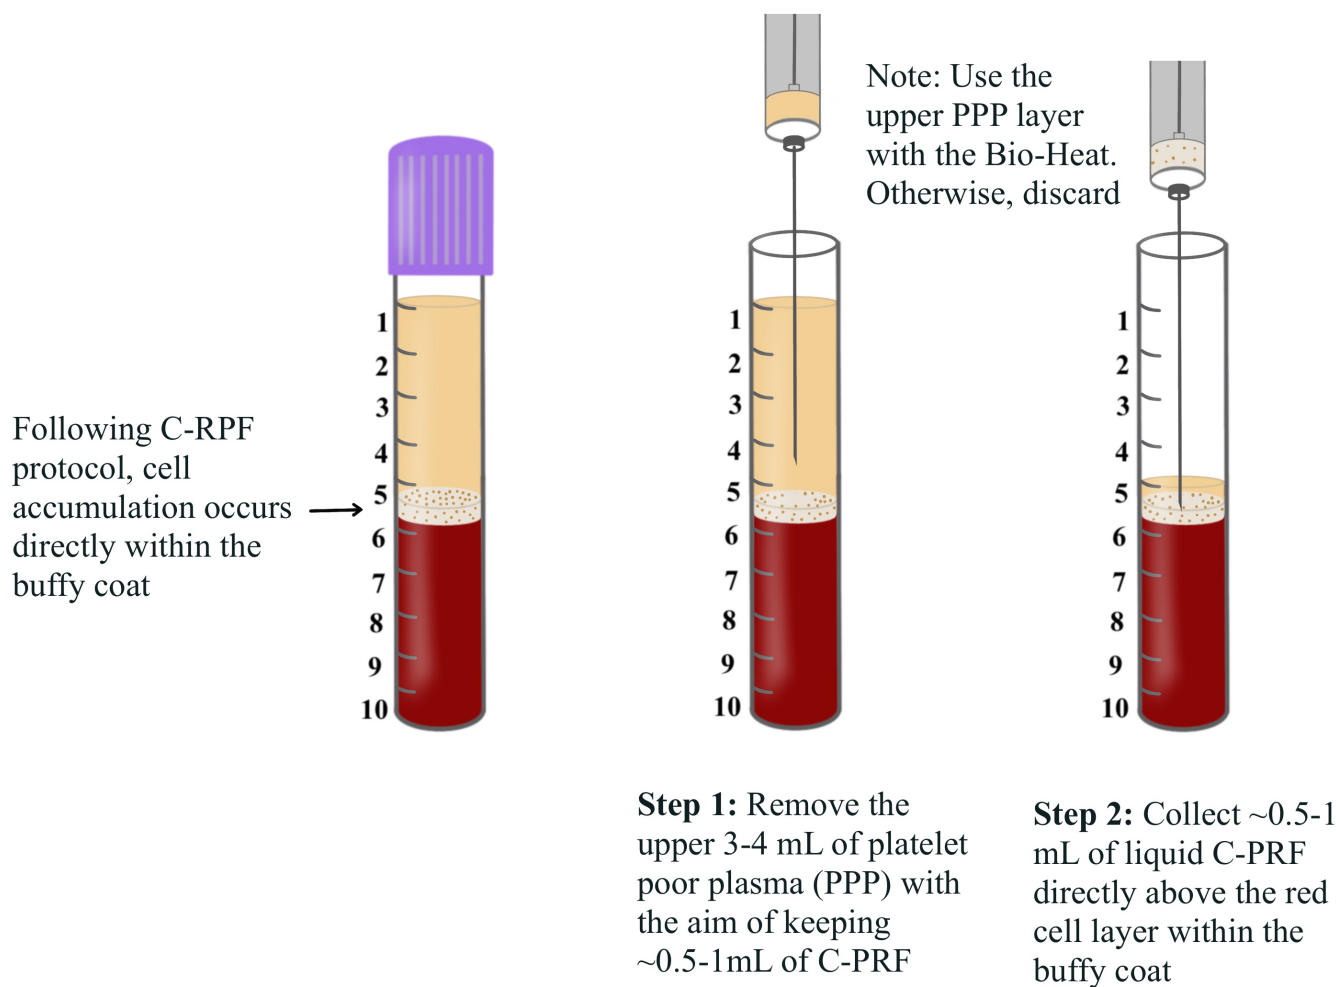 Following C-RPF
protocol, cell
accumulation occurs
directly within the
buffy coat
1
2
3
4
5
6
7
8
9
10
Note: Use the
upper PPP layer
with the Bio-Heat.
Otherwise, discard
1
2
3
4
5
6
7
8
9
10
Step 1: Remove the
upper 3-4 mL of platelet
poor plasma (PPP) with
the aim of keeping
~0.5-1mL of C-PRF
1
2
3
4
5
6
7
8
9
10
Step 2: Collect ~0.5-1
mL of liquid C-PRF
directly above the red
cell layer within the
buffy coat